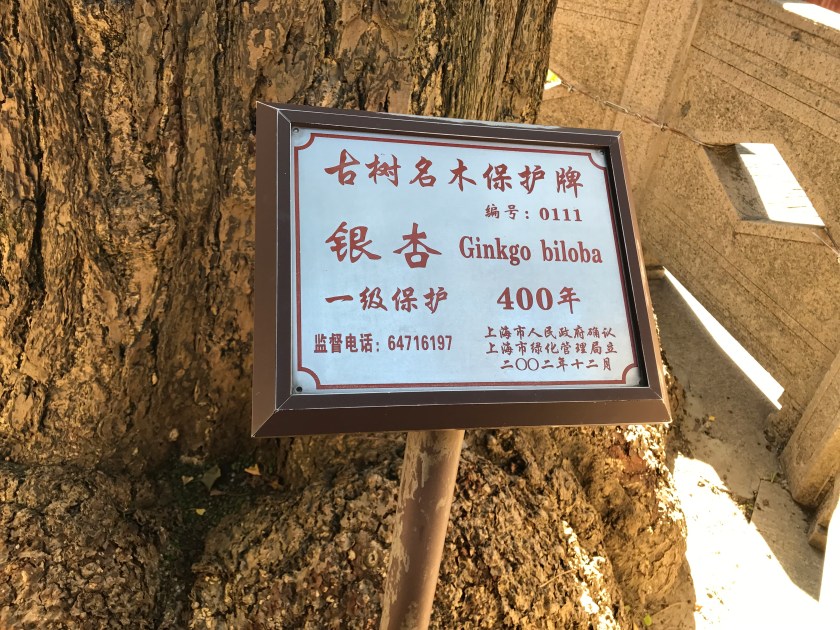 古树名木保护牌
编号：0111
银杏 Ginkgo biloba
一级保护 400年
监督电话：64716197
上海市人民政府确认
上海市绿化管理局立
二〇〇二年十二月